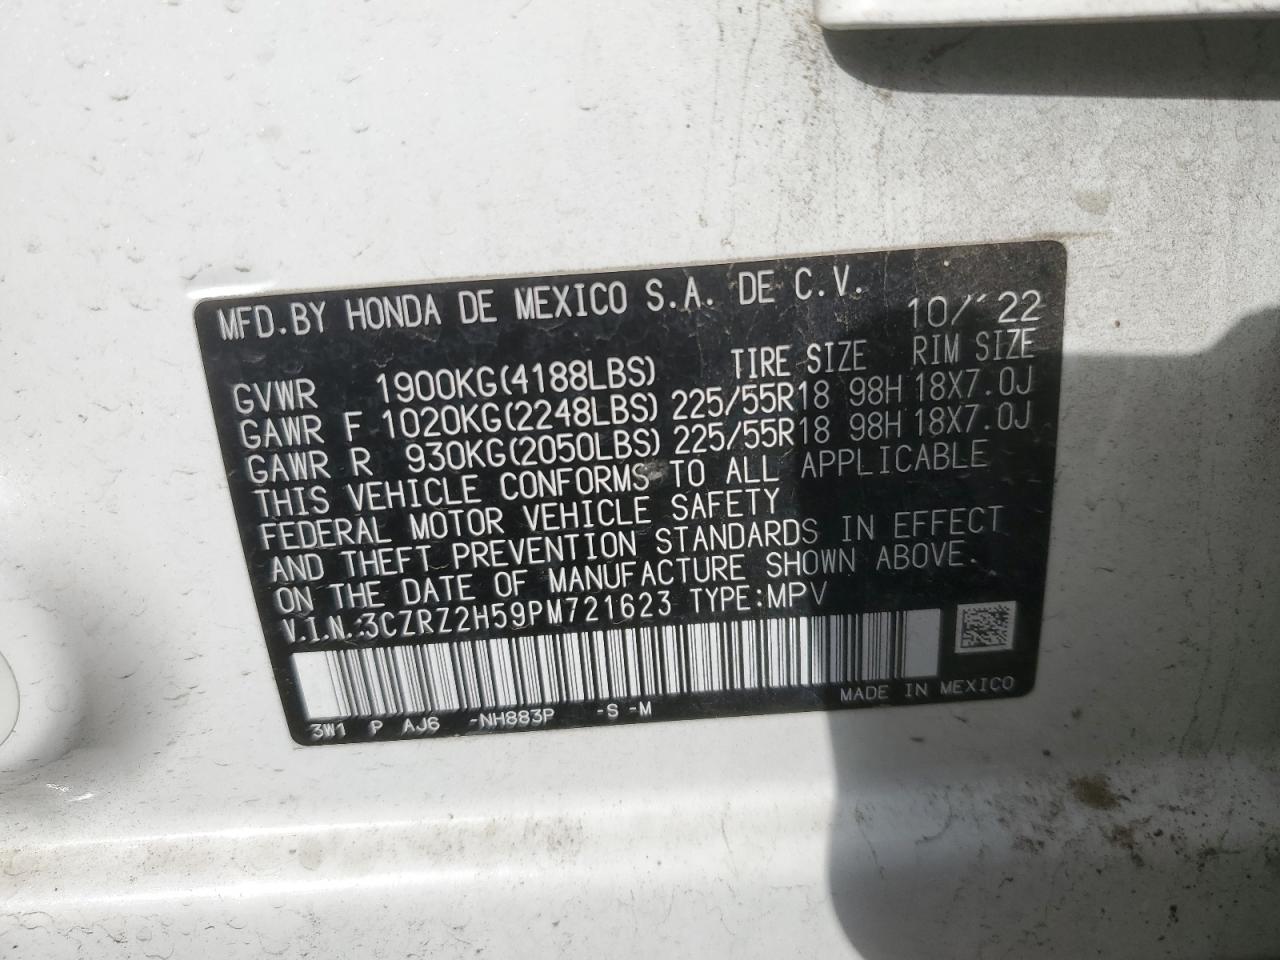 MFD.BY HONDA DE MEXICO S.A. DE C.V. 10/'22
TIRE SIZE RIM SIZE
GVWR 1900KG(4188LBS)
GAWR F 1020KG(2248LBS) 225/55R18 98H 18X7.0J
GAWR R 930KG(2050LBS) 225/55R18 98H 18X7.0J
THIS VEHICLE CONFORMS TO ALL APPLICABLE
FEDERAL MOTOR VEHICLE SAFETY
AND THEFT PREVENTION STANDARDS IN EFFECT
ON THE DATE OF MANUFACTURE SHOWN ABOVE.
V.I.N.:3CZRZ2H59PM721623 TYPE:MPV
MADE IN MEXICO
3W1 P AJ6 -NH883P -S -M